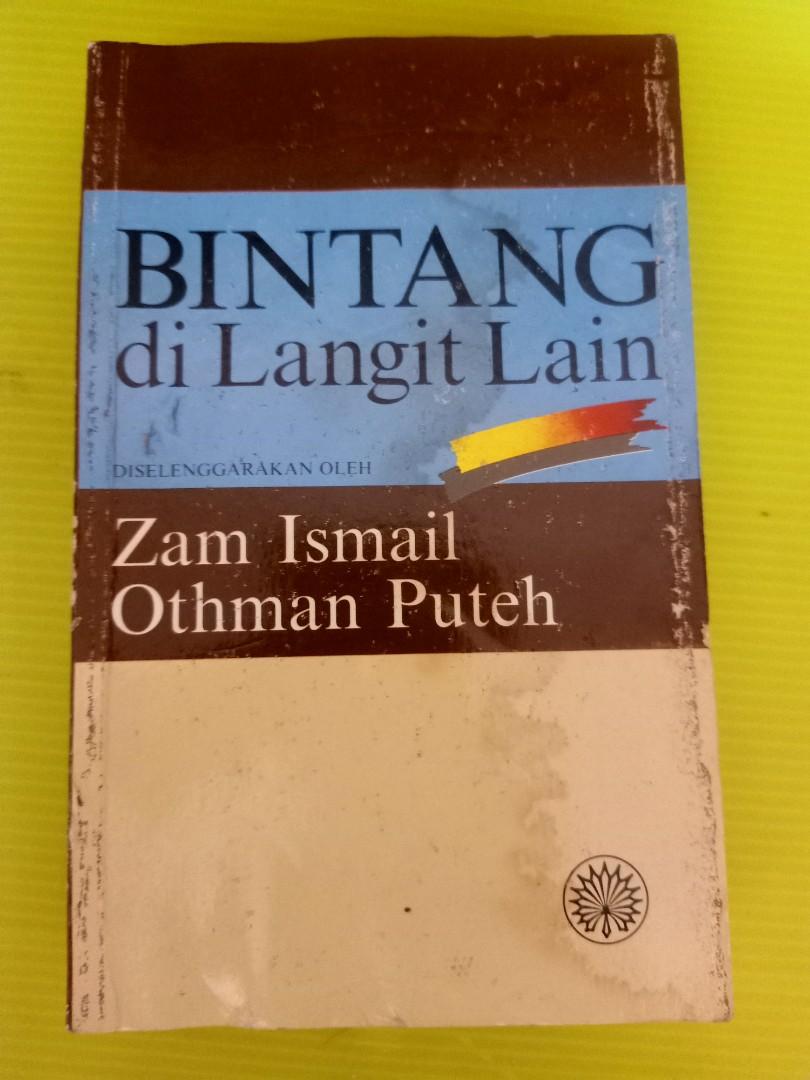 BINTANG
di Langit Lain
DISELENGGARAKAN OLEH
Zam Ismail
Othman Puteh